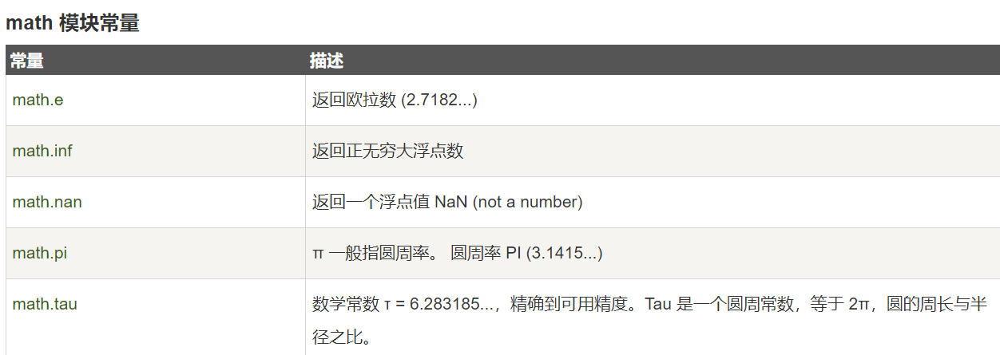 math 模块常量
常量 描述
math.e 返回欧拉数 (2.7182...)
math.inf 返回正无穷大浮点数
math.nan 返回一个浮点值 NaN (not a number)
math.pi π 一般指圆周率。 圆周率 PI (3.1415...)
math.tau 数学常数 τ = 6.283185...，精确到可用精度。Tau 是一个圆周常数，等于 2π，圆的周长与半
径之比。